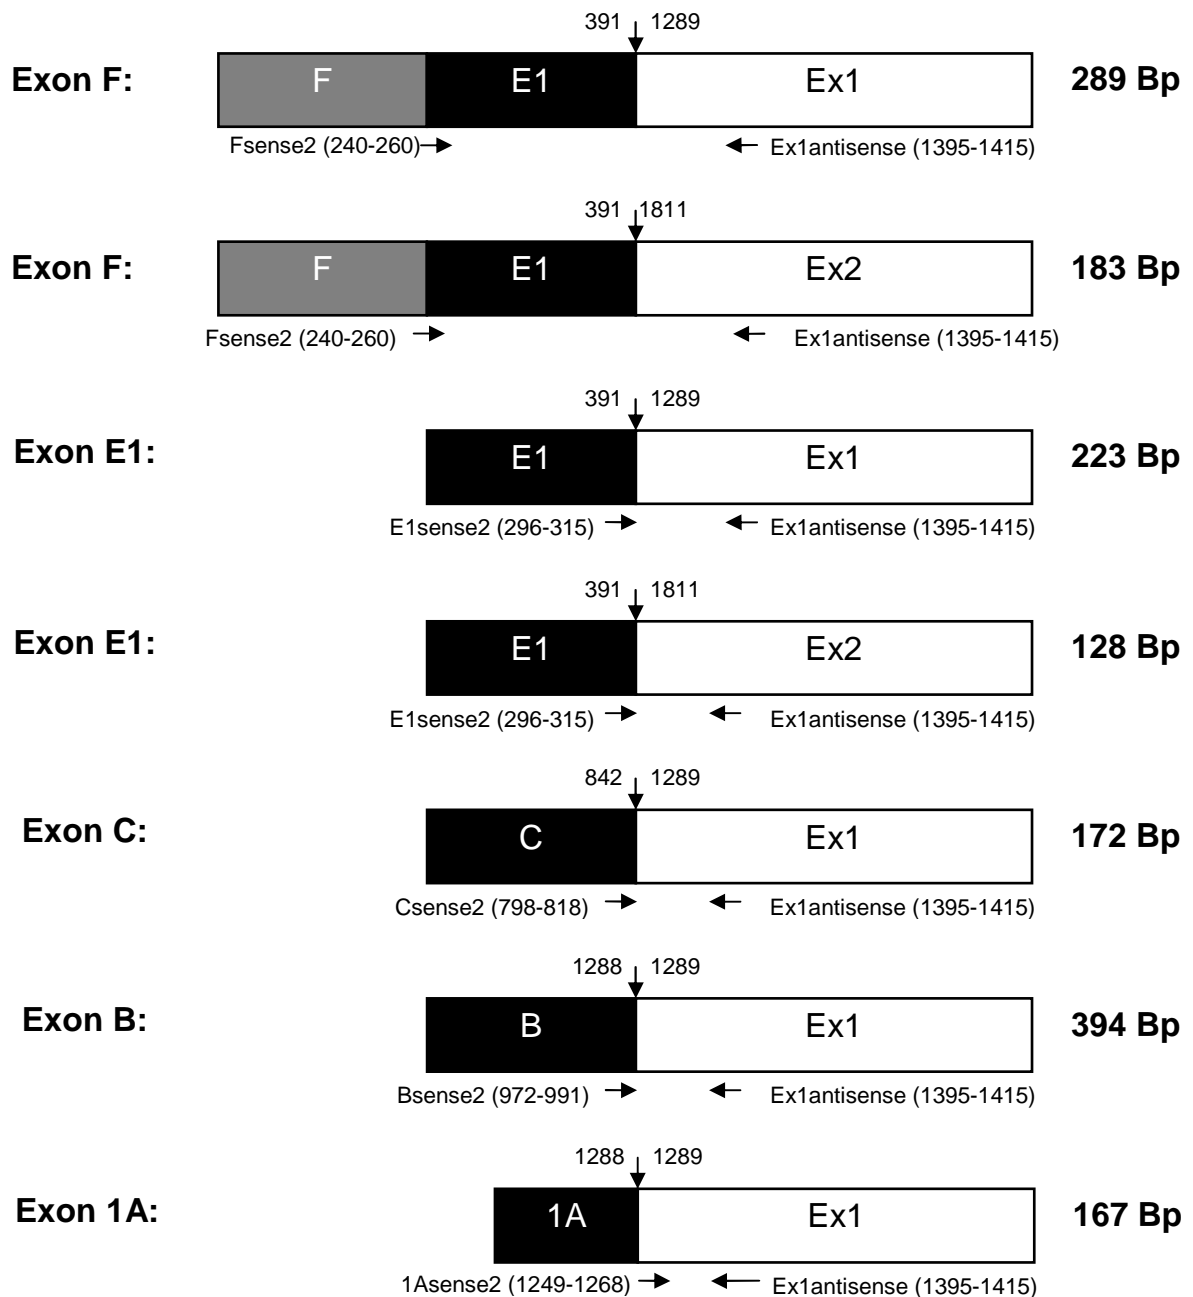 391 1289
Exon F: F E1 Ex1 289 Bp
Fsense2 (240-260) Ex1antisense (1395-1415)
391 1811
Exon F: F E1 Ex2 183 Bp
Fsense2 (240-260) Ex1antisense (1395-1415)
391 1289
Exon E1: E1 Ex1 223 Bp
E1sense2 (296-315) Ex1antisense (1395-1415)
391 1811
Exon E1: E1 Ex2 128 Bp
E1sense2 (296-315) Ex1antisense (1395-1415)
842 1289
Exon C: C Ex1 172 Bp
Csense2 (798-818) Ex1antisense (1395-1415)
1288 1289
Exon B: B Ex1 394 Bp
Bsense2 (972-991) Ex1antisense (1395-1415)
1288 1289
Exon 1A: 1A Ex1 167 Bp
1Asense2 (1249-1268) Ex1antisense (1395-1415)